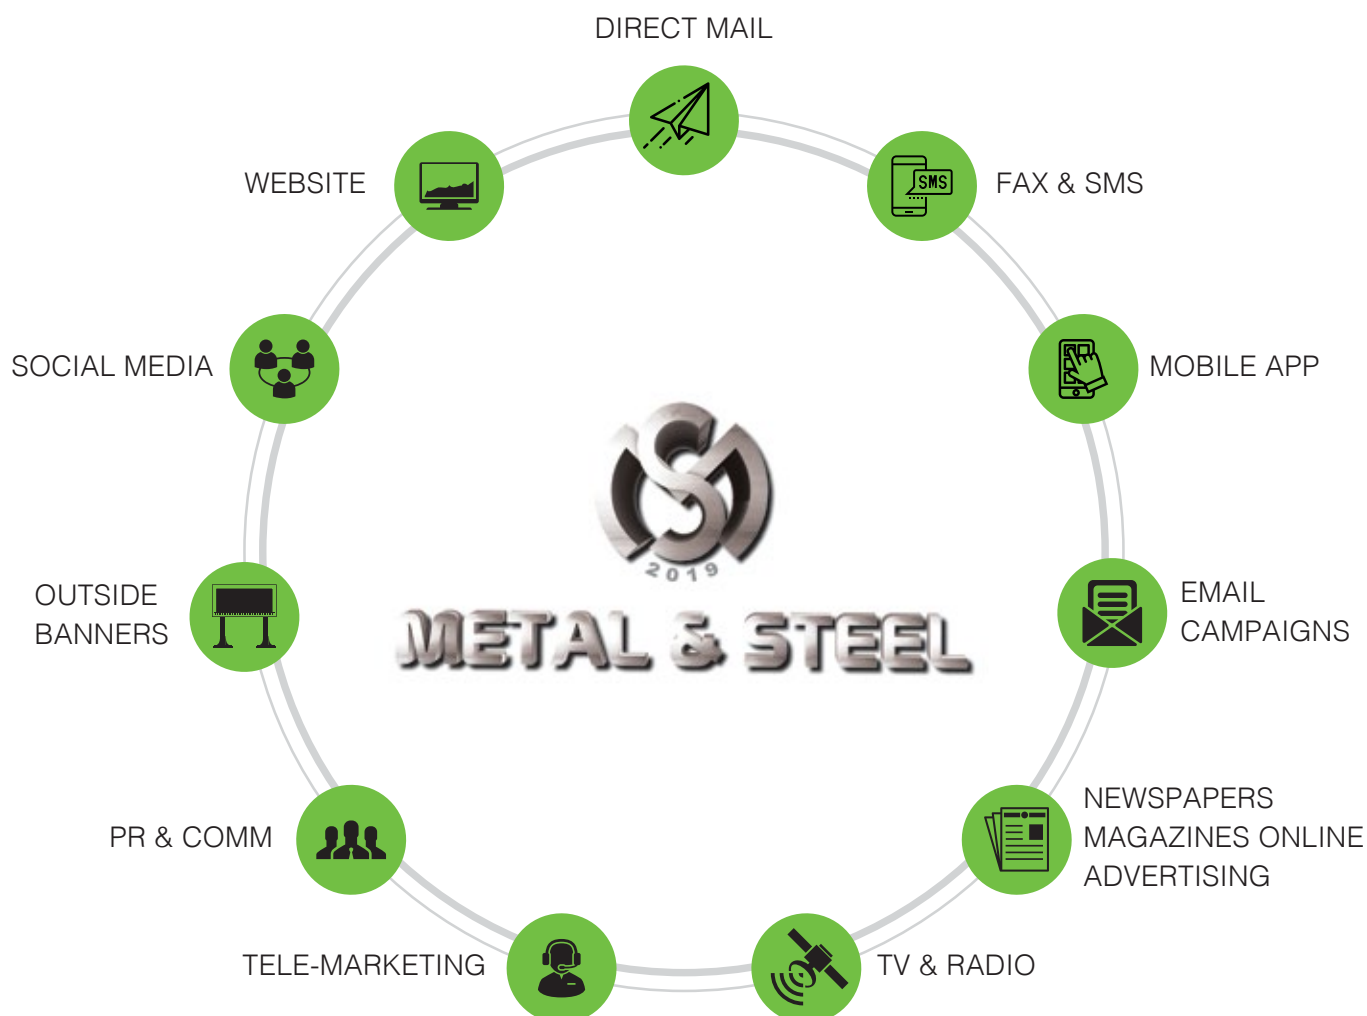 DIRECT MAIL
WEBSITE
SMS
FAX & SMS
SOCIAL MEDIA
MOBILE APP
SM
2019
METAL & STEEL
OUTSIDE
BANNERS
EMAIL
CAMPAIGNS
PR & COMM
NEWSPAPERS
MAGAZINES ONLINE
ADVERTISING
TELE-MARKETING
TV & RADIO